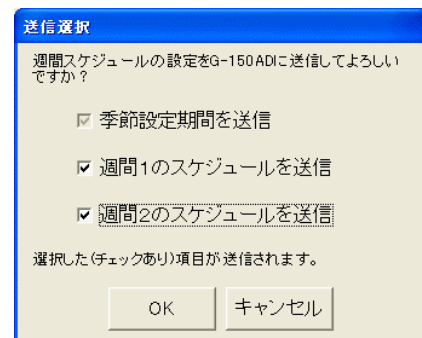 送信選択
週間スケジュールの設定をG-150ADに送信してよろしい
ですか？
季節設定期間を送信
週間1のスケジュールを送信
週間2のスケジュールを送信
選択した(チェックあり)項目が送信されます。
OK
キャンセル